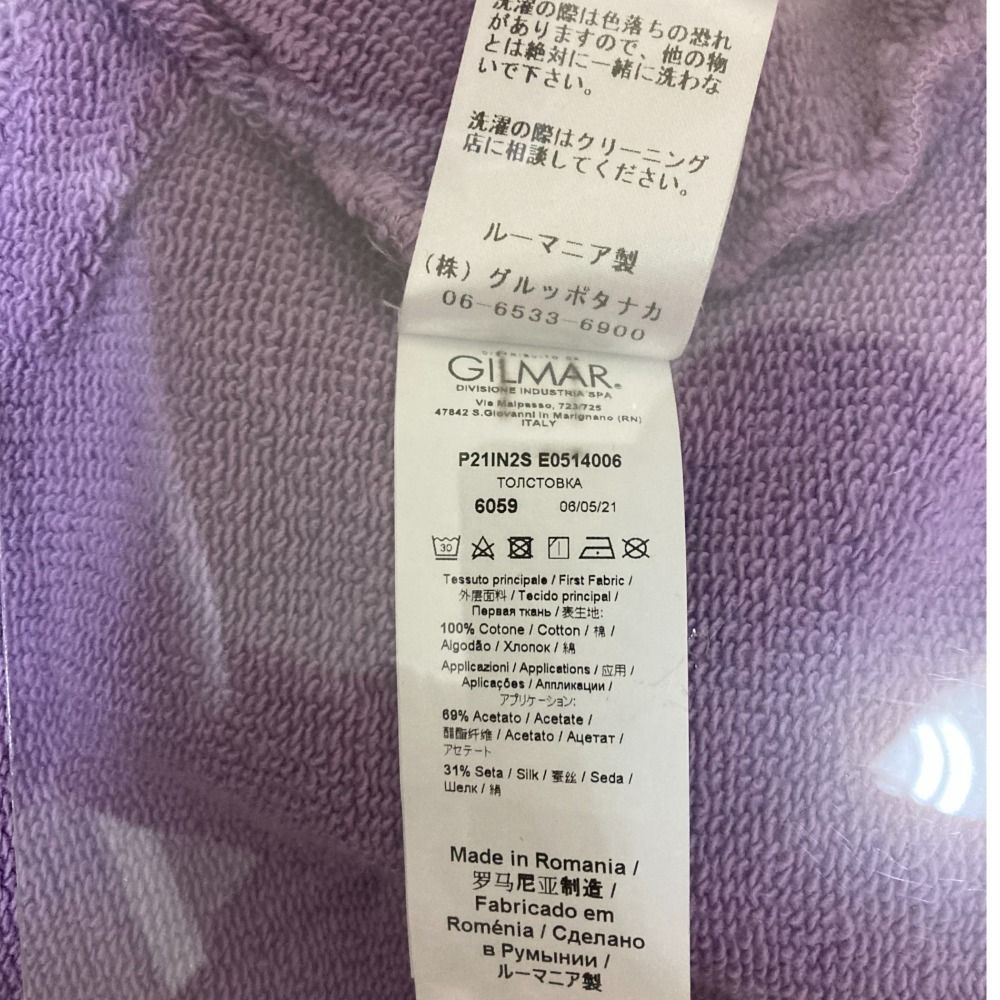 洗濯の際は色落ちの恐れ
がありますので、他の物
とは絶対に一緒に洗わな
いで下さい。
洗濯の際はクリーニング
店に相談してください。
ルーマニア製
(株) グルッポタナカ
06-6533-6900
DISTRIBUITO DA
GILMAR®
DIVISIONE INDUSTRIA SPA
Via Malpasso, 723/725
47842 S.Giovanni in Marignano (RN)
ITALY
P21IN2S E0514006
ТОЛСТОВКА
6059 06/05/21
30
Tessuto principale / First Fabric /
外层面料 / Tecido principal /
Первая ткань / 表生地:
100% Cotone / Cotton / 棉 /
Algodão / Хлопок / 綿
Applicazioni / Applications / 应用 /
Aplicações / Аппликации /
アプリケーション:
69% Acetato / Acetate /
醋酯纤维 / Acetato / Ацетат /
アセテート
31% Seta / Silk / 蚕丝 / Seda /
Шелк / 絹
Made in Romania /
罗马尼亚制造 /
Fabricado em
Roménia / Сделано
в Румынии /
ルーマニア製